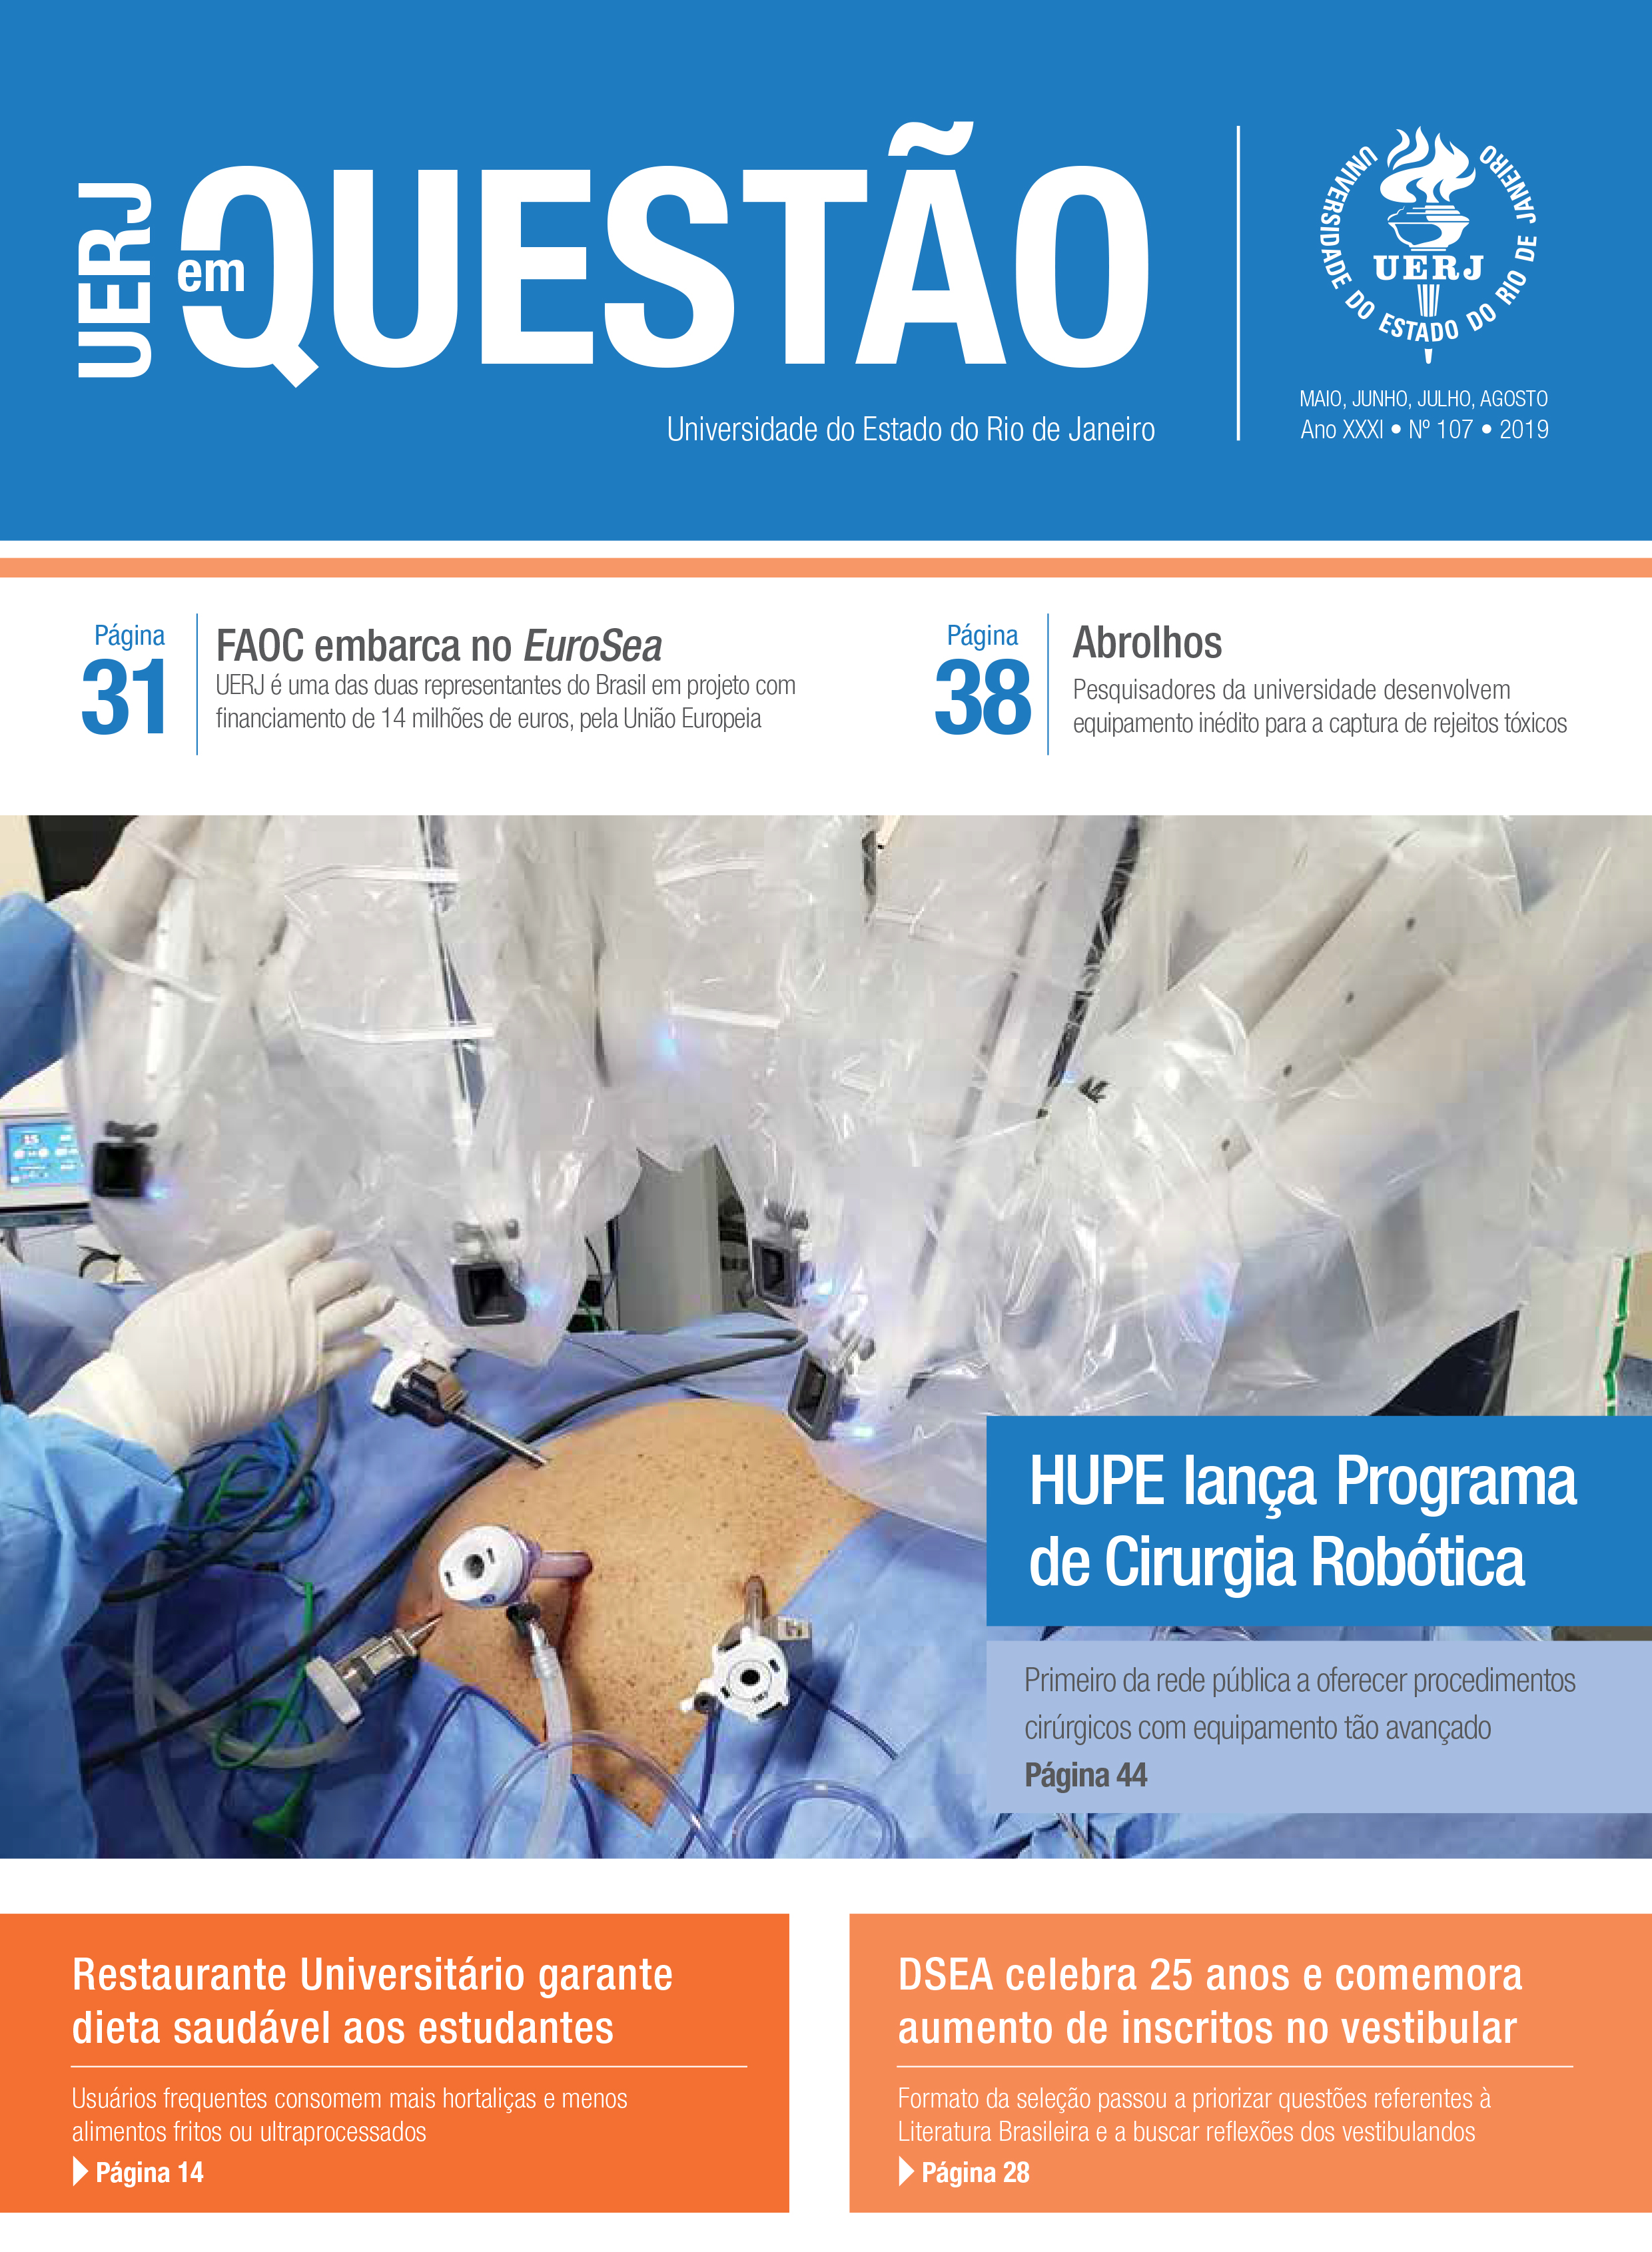 UERJ em QUESTÃO
Universidade do Estado do Rio de Janeiro
UNIVERSIDADE DO ESTADO DO RIO DE JANEIRO
UERJ
MAIO, JUNHO, JULHO, AGOSTO
Ano XXXI • Nº 107 • 2019
Página
31
FAOC embarca no EuroSea
UERJ é uma das duas representantes do Brasil em projeto com
financiamento de 14 milhões de euros, pela União Europeia
Página
38
Abrolhos
Pesquisadores da universidade desenvolvem
equipamento inédito para a captura de rejeitos tóxicos
HUPE lança Programa
de Cirurgia Robótica
Primeiro da rede pública a oferecer procedimentos
cirúrgicos com equipamento tão avançado
Página 44
Restaurante Universitário garante
dieta saudável aos estudantes
Usuários frequentes consomem mais hortaliças e menos
alimentos fritos ou ultraprocessados
Página 14
DSEA celebra 25 anos e comemora
aumento de inscritos no vestibular
Formato da seleção passou a priorizar questões referentes à
Literatura Brasileira e a buscar reflexões dos vestibulandos
Página 28